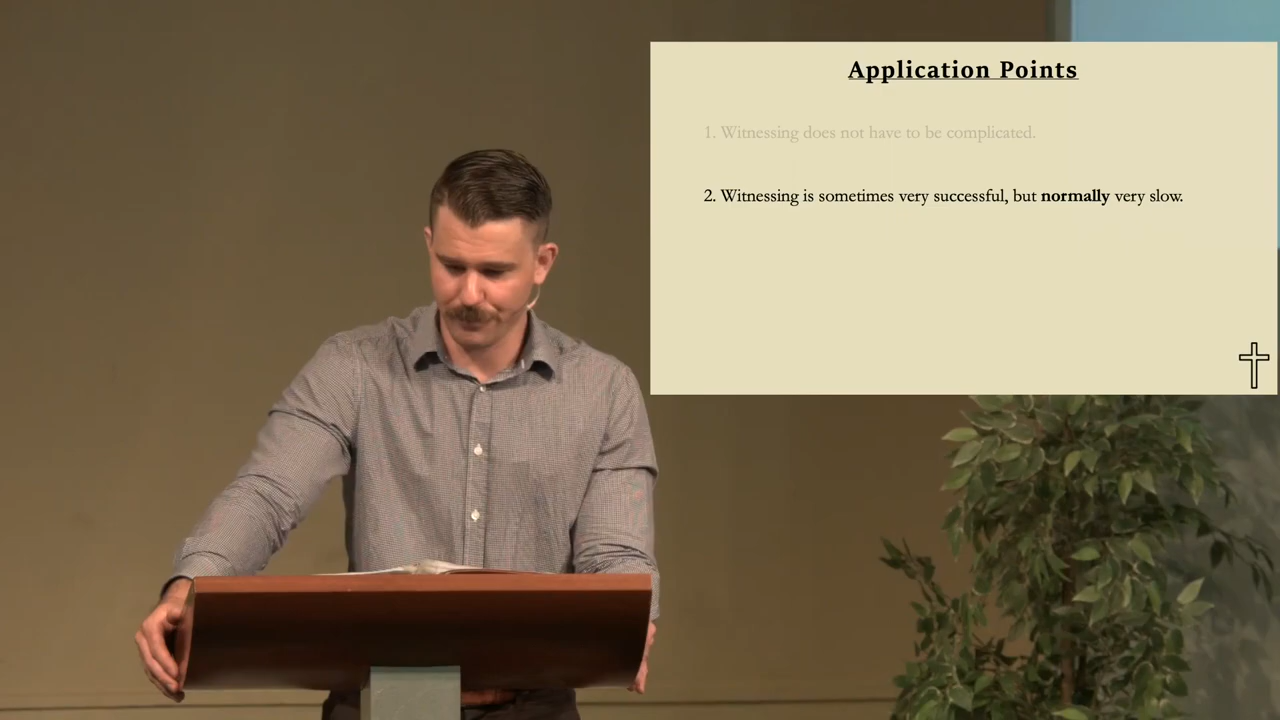 Application Points
1. Witnessing does not have to be complicated.
2. Witnessing is sometimes very successful, but normally very slow.